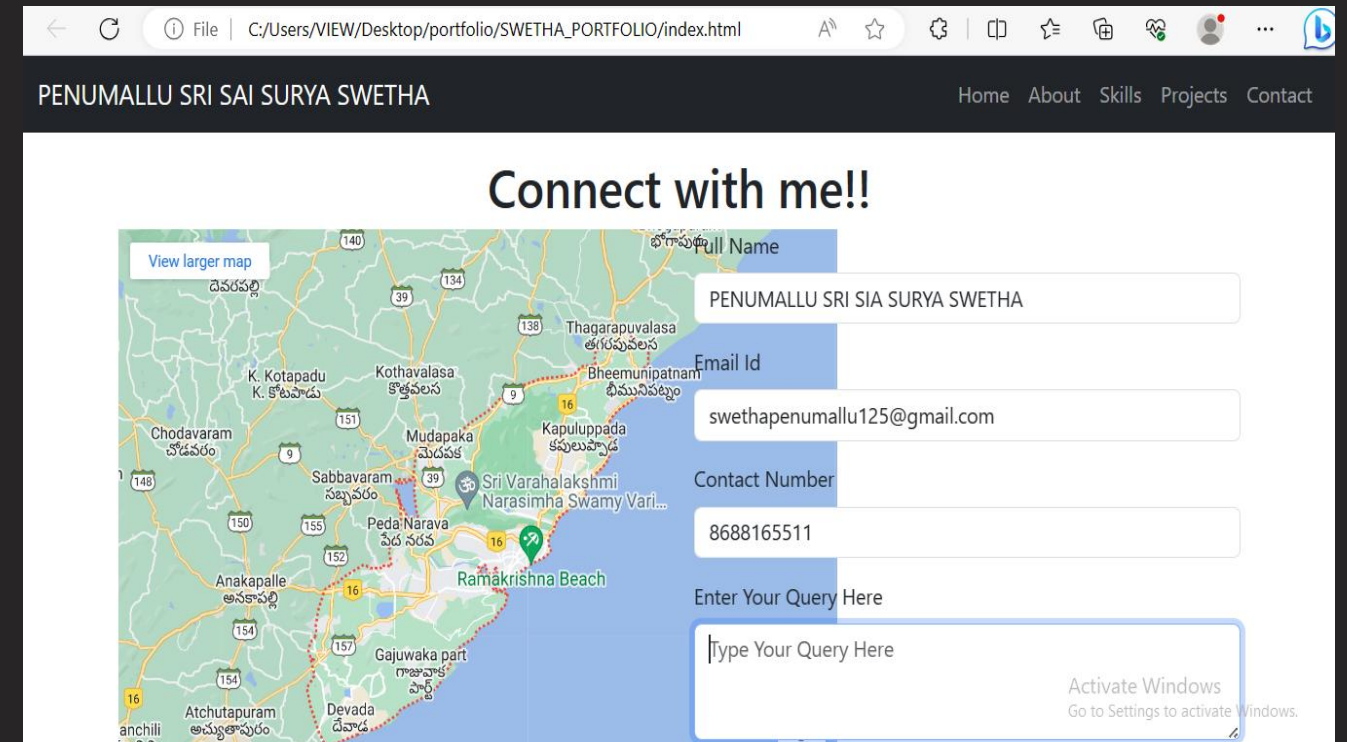 File
C:/Users/VIEW/Desktop/portfolio/SWETHA_PORTFOLIO/index.html
PENUMALLU SRI SAI SURYA SWETHA
Home About Skills Projects Contact
Connect with me!!
View larger map
దేవరపల్లి
140
134
39
138
Thagarapuvalasa
తగరపువలస
K. Kotapadu
K. కోటపాడు
Kothavalasa
కొత్తవలస
Bheemunipatnam
భీమునిపట్నం
9
16
151
Chodavaram
చోడవరం
9
Mudapaka
మెదపక
Kapuluppada
కపులుప్పాడ
148
Sabbavaram
సబ్బవరం
39
Sri Varahalakshmi
Narasimha Swamy Vari...
150
155
Peda Narava
పేద నరవ
16
152
Ramakrishna Beach
Anakapalle
అనకాపల్లి
16
154
157
Gajuwaka part
గాజువాక
పార్ట్
154
16
Atchutapuram
అచ్యుతాపురం
Devada
దేవాడ
anchili
Full Name
PENUMALLU SRI SIA SURYA SWETHA
Email Id
swethapenumallu125@gmail.com
Contact Number
8688165511
Enter Your Query Here
Type Your Query Here
Activate Windows
Go to Settings to activate Windows.